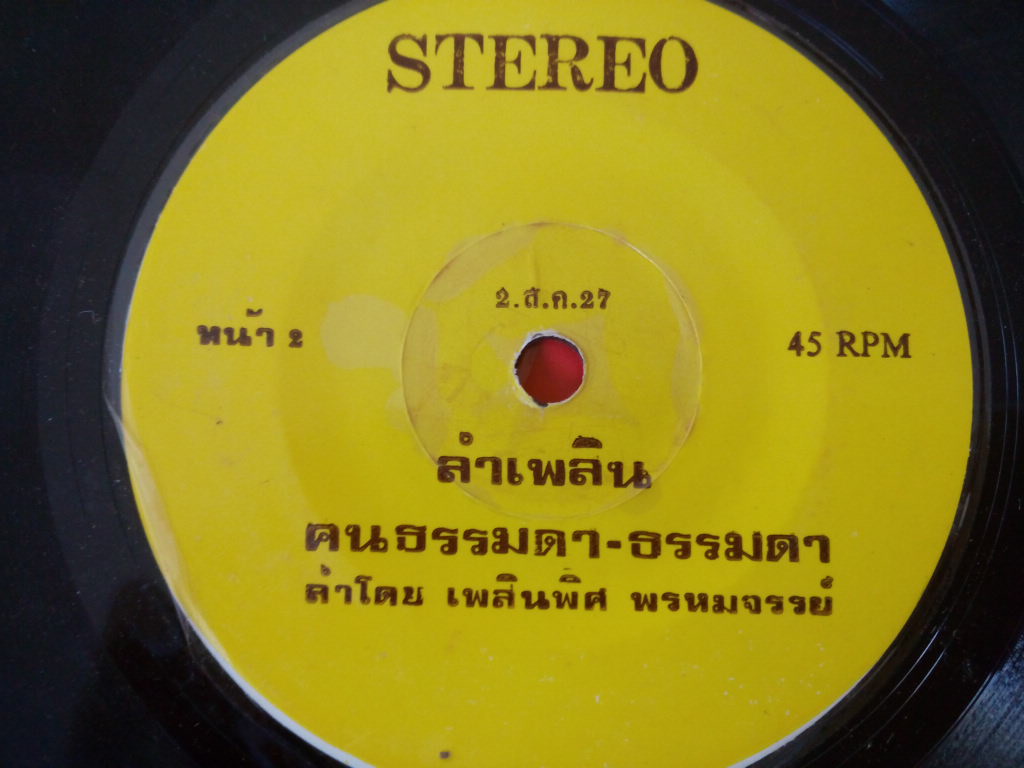 STEREO
2.ส.ค.27
หน้า 2
45 RPM
ลำเพลิน
คนธรรมดา-ธรรมดา
ลำโดย เพลินพิศ พรหมจรรย์